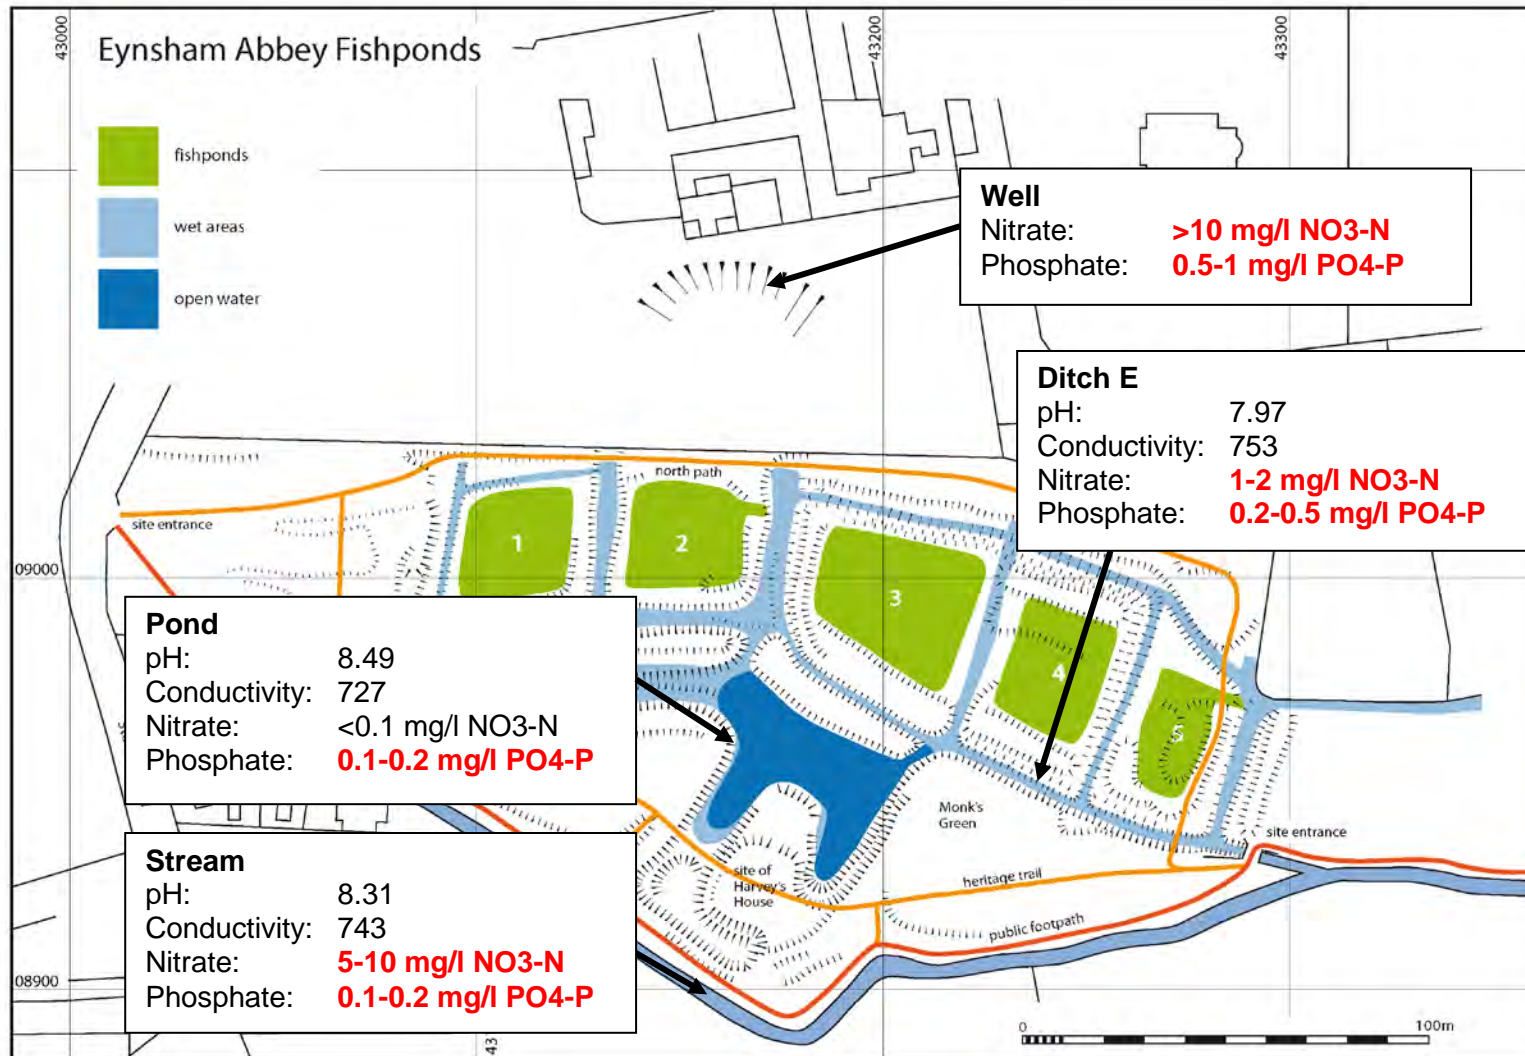 43000
43200
43300
Eynsham Abbey Fishponds
fishponds
wet areas
open water
Well
Nitrate: >10 mg/l NO3-N
Phosphate: 0.5-1 mg/l PO4-P
Ditch E
pH: 7.97
Conductivity: 753
Nitrate: 1-2 mg/l NO3-N
Phosphate: 0.2-0.5 mg/l PO4-P
north path
site entrance
1
2
3
4
5
09000
Pond
pH: 8.49
Conductivity: 727
Nitrate: <0.1 mg/l NO3-N
Phosphate: 0.1-0.2 mg/l PO4-P
Monk's
Green
site entrance
Stream
pH: 8.31
Conductivity: 743
Nitrate: 5-10 mg/l NO3-N
Phosphate: 0.1-0.2 mg/l PO4-P
site of
Harvey's
House
heritage trail
public footpath
08900
43
0
100m